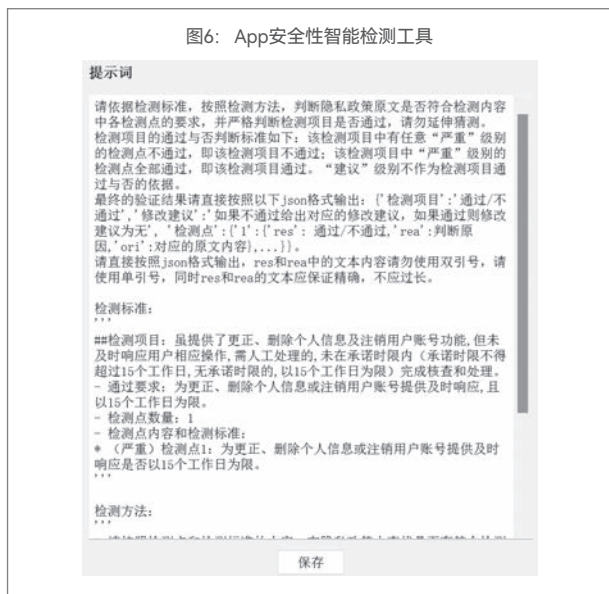 图6： App安全性智能检测工具
提示词
请依据检测标准，按照检测方法，判断隐私政策原文是否符合检测内容
中各检测点的要求，并严格判断检测项目是否通过，请勿延伸猜测。
检测项目的通过与否判断标准如下：该检测项目中有任意“严重”级别
的检测点不通过，即该检测项目不通过；该检测项目中“严重”级别的
检测点全部通过，即该检测项目通过。“建议”级别不作为检测项目通
过与否的依据。
最终的验证结果请直接按照以下json格式输出：{'检测项目':'通过/不
通过','修改建议':'如果不通过给出对应的修改建议，如果通过则修改
建议为无', '检测点':{'1':{'res': 通过/不通过,'rea':判断原
因,'ori':对应的原文内容},...}}。
请直接按照json格式输出，res和rea中的文本内容请勿使用双引号，请
使用单引号，同时res和rea的文本应保证精确，不应过长。
检测标准：
'''
##检测项目：虽提供了更正、删除个人信息及注销用户账号功能,但未
及时响应用户相应操作,需人工处理的,未在承诺时限内（承诺时限不得
超过15个工作日,无承诺时限的,以15个工作日为限）完成核查和处理。
- 通过要求：为更正、删除个人信息或注销用户账号提供及时响应,且
以15个工作日为限。
- 检测点数量：1
- 检测点内容和检测标准：
* （严重）检测点1：为更正、删除个人信息或注销用户账号提供及时
响应是否以15个工作日为限。
'''
检测方法：
'''
保存